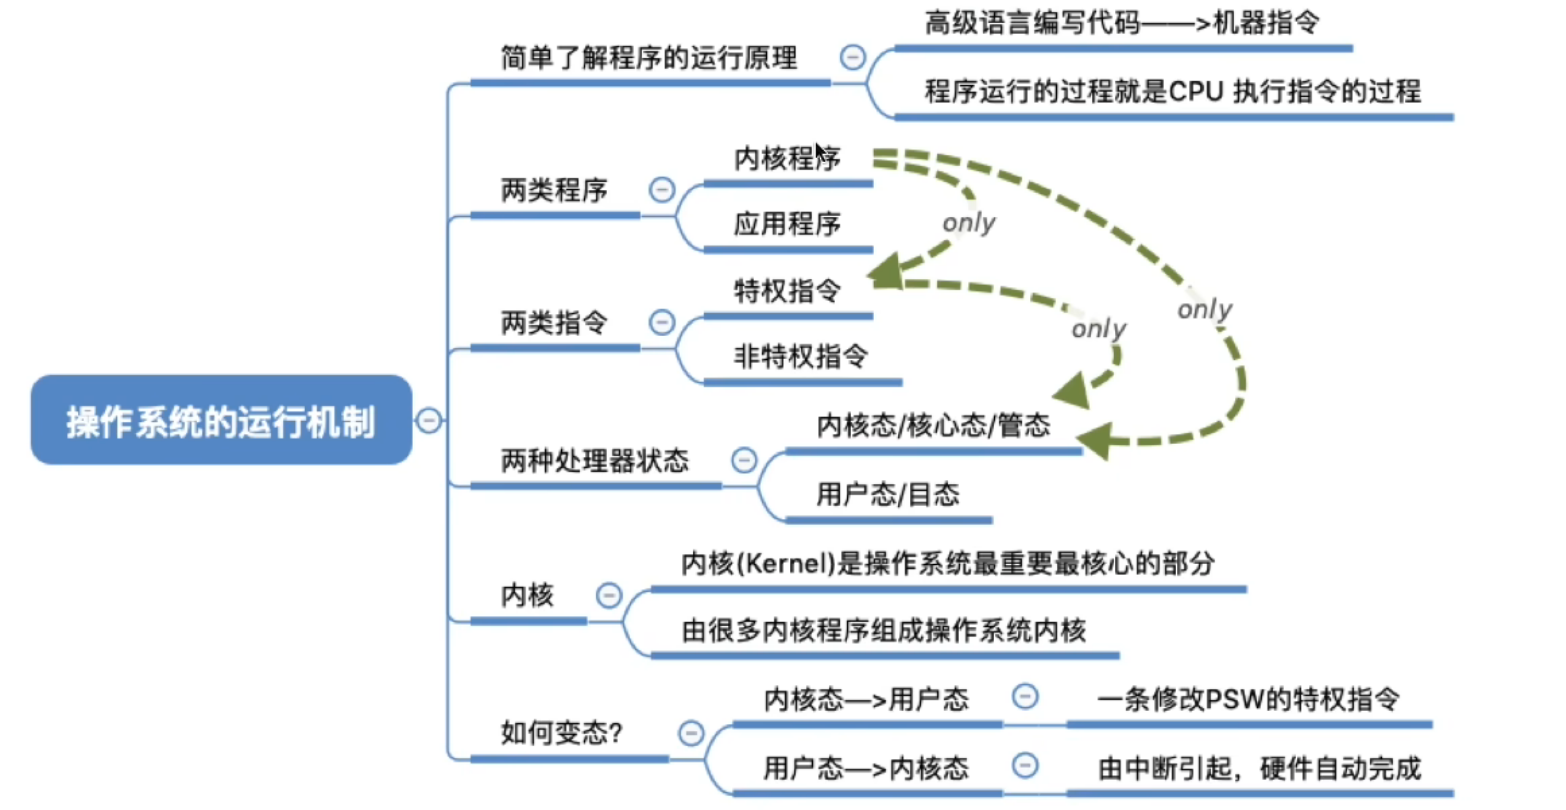 高级语言编写代码——>机器指令
简单了解程序的运行原理
程序运行的过程就是CPU 执行指令的过程
内核程序
两类程序
应用程序
only
特权指令
only
两类指令
only
非特权指令
操作系统的运行机制
内核态/核心态/管态
两种处理器状态
用户态/目态
内核(Kernel)是操作系统最重要最核心的部分
内核
由很多内核程序组成操作系统内核
内核态—>用户态
一条修改PSW的特权指令
如何变态?
用户态—>内核态
由中断引起，硬件自动完成